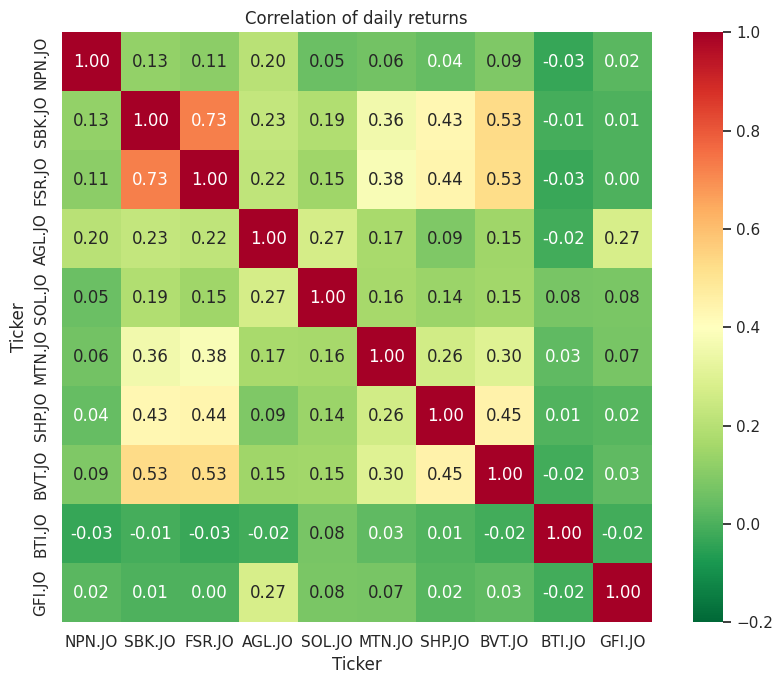 Correlation of daily returns
NPN.JO 1.00 0.13 0.11 0.20 0.05 0.06 0.04 0.09 -0.03 0.02
SBK.JO 0.13 1.00 0.73 0.23 0.19 0.36 0.43 0.53 -0.01 0.01
FSR.JO 0.11 0.73 1.00 0.22 0.15 0.38 0.44 0.53 -0.03 0.00
AGL.JO 0.20 0.23 0.22 1.00 0.27 0.17 0.09 0.15 -0.02 0.27
SOL.JO 0.05 0.19 0.15 0.27 1.00 0.16 0.14 0.15 0.08 0.08
MTN.JO 0.06 0.36 0.38 0.17 0.16 1.00 0.26 0.30 0.03 0.07
SHP.JO 0.04 0.43 0.44 0.09 0.14 0.26 1.00 0.45 0.01 0.02
BVT.JO 0.09 0.53 0.53 0.15 0.15 0.30 0.45 1.00 -0.02 0.03
BTI.JO -0.03 -0.01 -0.03 -0.02 0.08 0.03 0.01 -0.02 1.00 -0.02
GFI.JO 0.02 0.01 0.00 0.27 0.08 0.07 0.02 0.03 -0.02 1.00
NPN.JO SBK.JO FSR.JO AGL.JO SOL.JO MTN.JO SHP.JO BVT.JO BTI.JO GFI.JO
Ticker
Ticker
1.0
0.8
0.6
0.4
0.2
0.0
−0.2